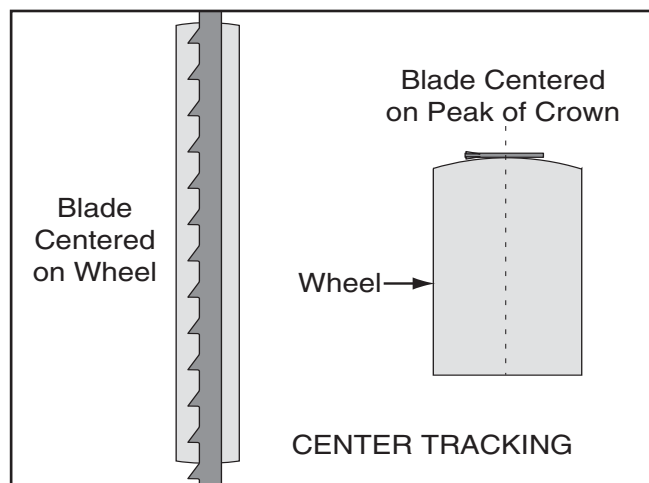 Blade Centered
on Peak of Crown
Blade
Centered
on Wheel
Wheel
CENTER TRACKING